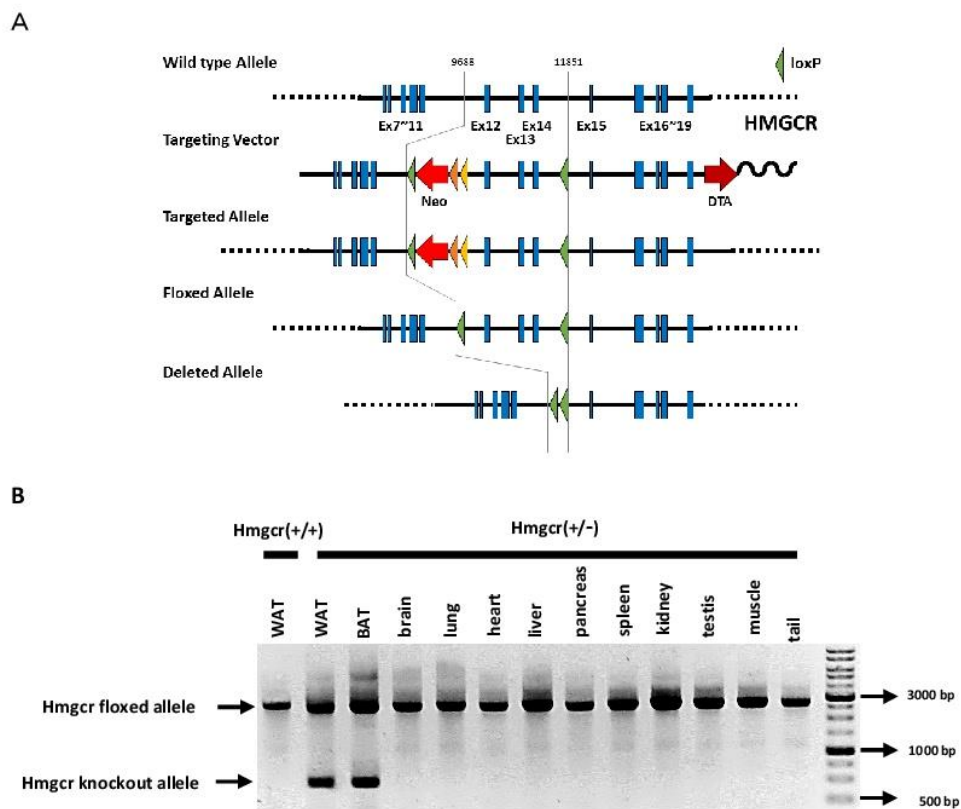 A
9688 11851
Wild type Allele
loxP
Ex7~11 Ex12 Ex14 Ex15 Ex16~19 HMGCR
Ex13
Targeting Vector
Neo DTA
Targeted Allele
Floxed Allele
Deleted Allele
B
Hmgcr(+/+) Hmgcr(+/-)
WAT WAT BAT brain lung heart liver pancreas spleen kidney testis muscle tail
Hmgcr floxed allele 3000 bp
1000 bp
Hmgcr knockout allele
500 bp